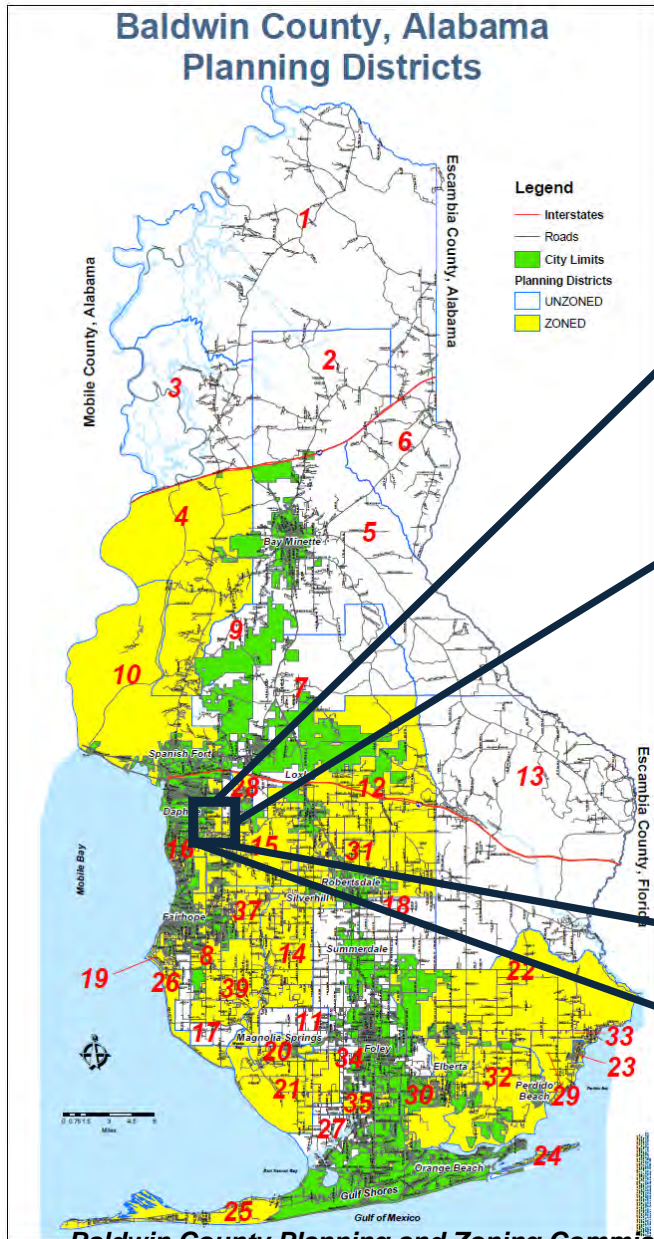 Baldwin County, Alabama
Planning Districts
Escambia County, Alabama
Mobile County, Alabama
Legend
Interstates
Roads
City Limits
Planning Districts
UNZONED
ZONED
1
2
3
6
4
5
Bay Minette
9
10
7
Spanish Fort
13
Escambia County, Florida
28
12
Daphne
Mobile Bay
16
15
31
Robertsdale
Silverhill
18
37
Fairhope
Summerdale
8
14
22
19
26
39
17
11
Magnolia Springs
33
20
Foley
34
Elberta
23
21
32
Perdido
Beach
35
30
29
Miles
27
24
Orange Beach
Gulf Shores
25
Gulf of Mexico
Baldwin County Planning and Zoning Commis